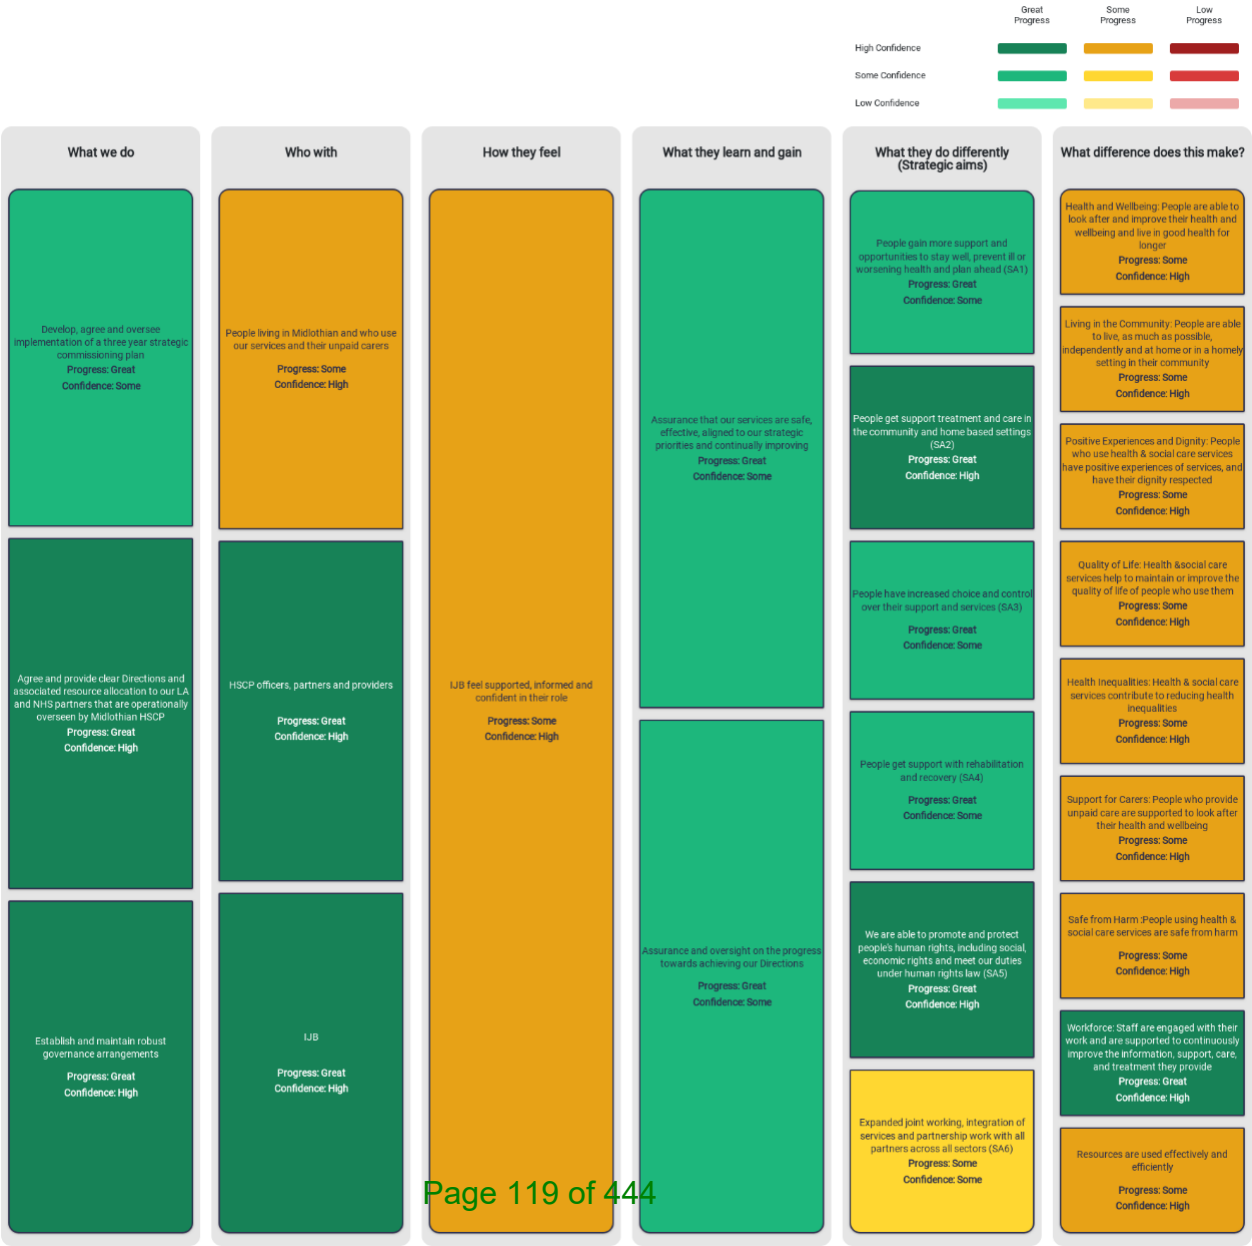 Great
Progress
Some
Progress
Low
Progress
High Confidence
Some Confidence
Low Confidence
What we do
Develop, agree and oversee
implementation of a three year strategic
commissioning plan
Progress: Great
Confidence: Some
Agree and provide clear Directions and
associated resource allocation to our LA
and NHS partners that are operationally
overseen by Midlothian HSCP
Progress: Great
Confidence: High
Establish and maintain robust
governance arrangements
Progress: Great
Confidence: High
Who with
People living in Midlothian and who use
our services and their unpaid carers
Progress: Some
Confidence: High
HSCP officers, partners and providers
Progress: Great
Confidence: High
IJB
Progress: Great
Confidence: High
How they feel
IJB feel supported, informed and
confident in their role
Progress: Some
Confidence: High
What they learn and gain
Assurance that our services are safe,
effective, aligned to our strategic
priorities and continually improving
Progress: Great
Confidence: Some
Assurance and oversight on the progress
towards achieving our Directions
Progress: Great
Confidence: Some
What they do differently
(Strategic aims)
People gain more support and
opportunities to stay well, prevent ill or
worsening health and plan ahead (SA1)
Progress: Great
Confidence: Some
People get support treatment and care in
the community and home based settings
(SA2)
Progress: Great
Confidence: High
People have increased choice and control
over their support and services (SA3)
Progress: Great
Confidence: Some
People get support with rehabilitation
and recovery (SA4)
Progress: Great
Confidence: Some
We are able to promote and protect
people's human rights, including social,
economic rights and meet our duties
under human rights law (SA5)
Progress: Great
Confidence: High
Expanded joint working, integration of
services and partnership work with all
partners across all sectors (SA6)
Progress: Some
Confidence: Some
What difference does this make?
Health and Wellbeing: People are able to
look after and improve their health and
wellbeing and live in good health for
longer
Progress: Some
Confidence: High
Living in the Community: People are able
to live, as much as possible,
independently and at home or in a homely
setting in their community
Progress: Some
Confidence: High
Positive Experiences and Dignity: People
who use health & social care services
have positive experiences of services, and
have their dignity respected
Progress: Some
Confidence: High
Quality of Life: Health &social care
services help to maintain or improve the
quality of life of people who use them
Progress: Some
Confidence: High
Health Inequalities: Health & social care
services contribute to reducing health
inequalities
Progress: Some
Confidence: High
Support for Carers: People who provide
unpaid care are supported to look after
their health and wellbeing
Progress: Some
Confidence: High
Safe from Harm :People using health &
social care services are safe from harm
Progress: Some
Confidence: High
Workforce: Staff are engaged with their
work and are supported to continuously
improve the information, support, care,
and treatment they provide
Progress: Great
Confidence: High
Resources are used effectively and
efficiently
Progress: Some
Confidence: High
Page 119 of 444